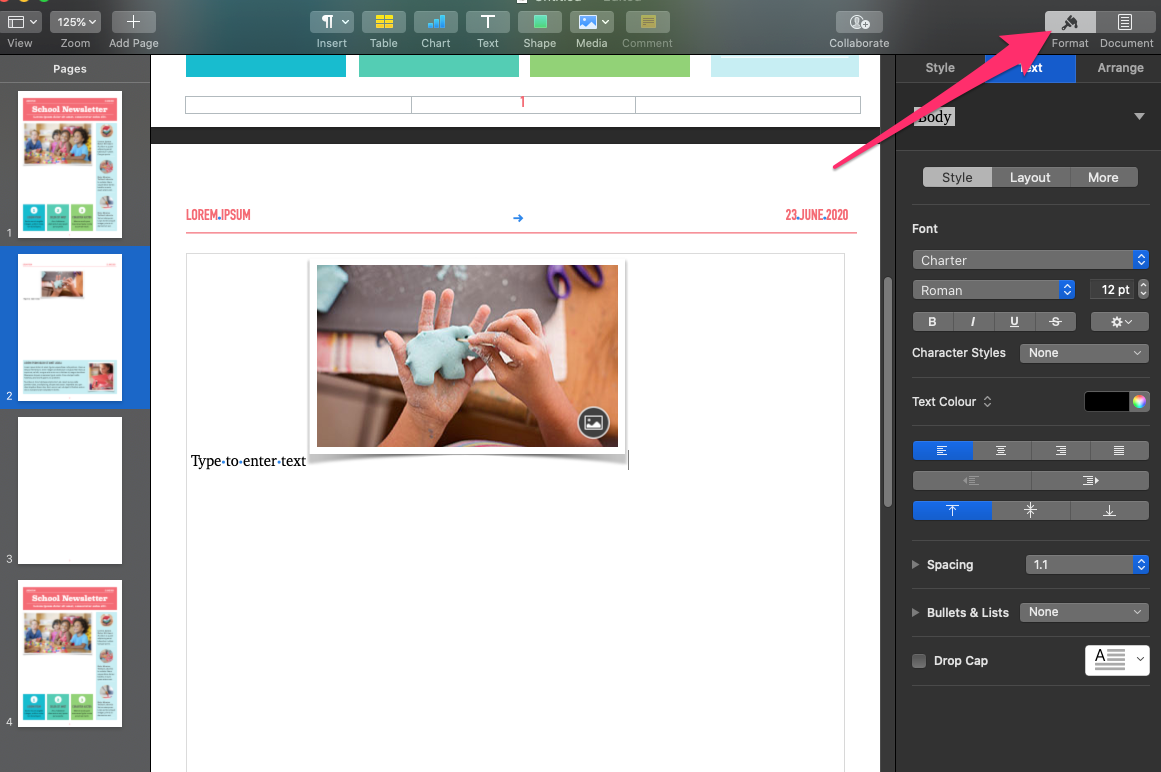 125%
View
Zoom
Add Page
Insert
Table
Chart
Text
Shape
Media
Comment
Collaborate
Format
Document
Pages
Style
Text
Arrange
School Newsletter
1
2
3
School Newsletter
4
1
LOREM IPSUM
23 JUNE 2020
Type to enter text
Body
Style
Layout
More
Font
Charter
Roman
12 pt
B
I
U
S
Character Styles
None
Text Colour
Spacing
1.1
Bullets & Lists
None
Drop Cap
A